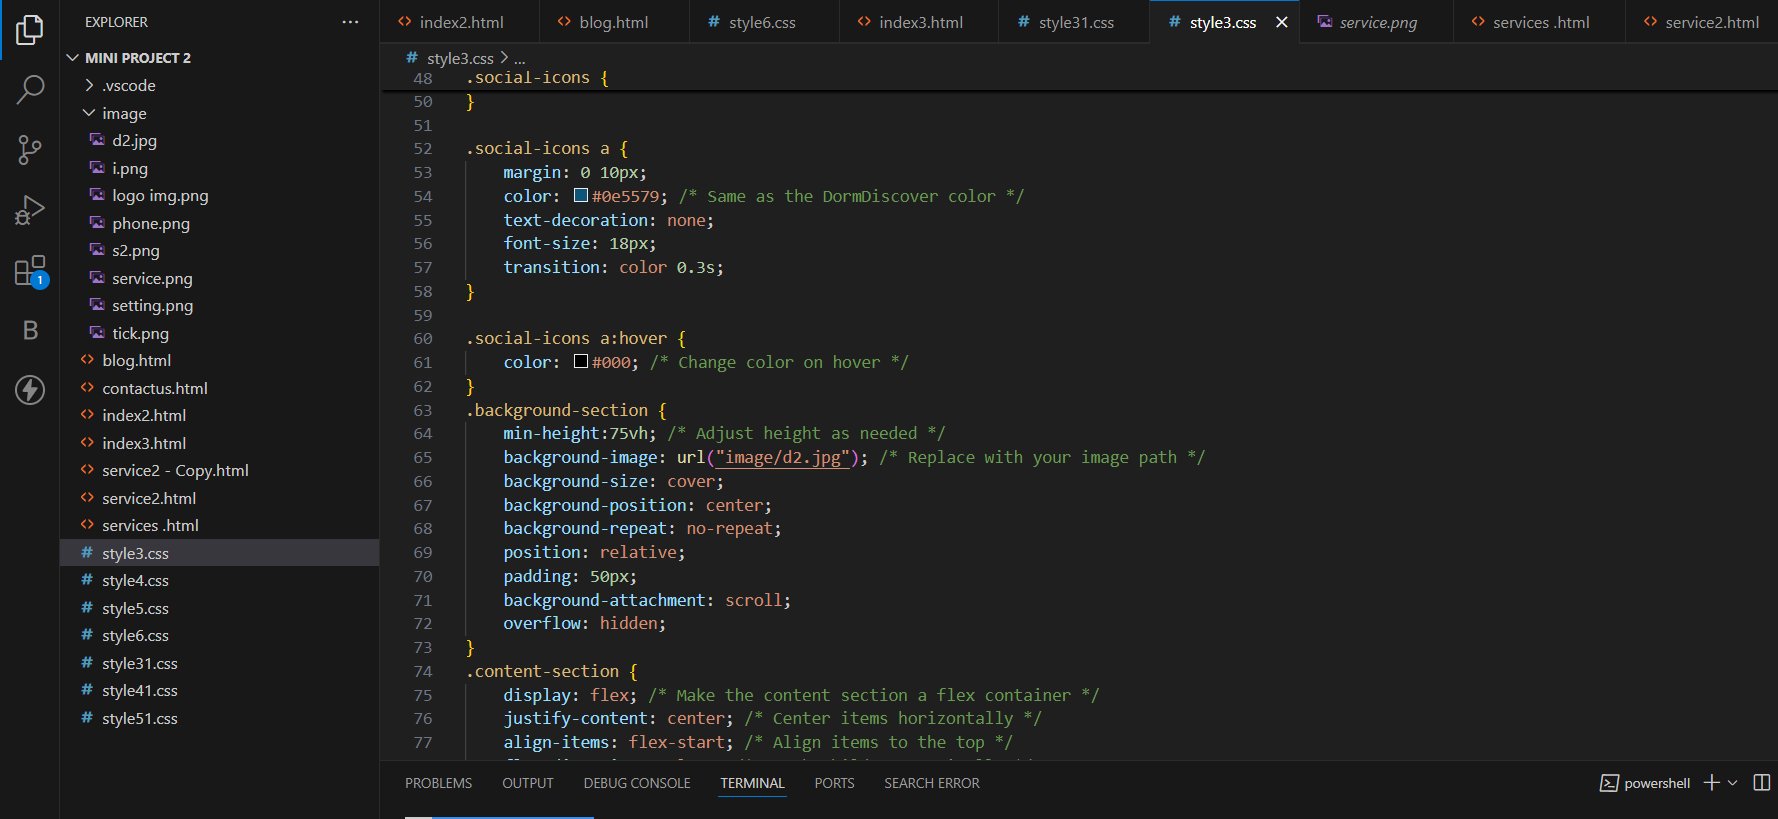 EXPLORER
...
MINI PROJECT 2
.vscode
image
d2.jpg
i.png
logo img.png
phone.png
s2.png
service.png
setting.png
tick.png
blog.html
contactus.html
index2.html
index3.html
service2 - Copy.html
service2.html
services .html
style3.css
style4.css
style5.css
style6.css
style31.css
style41.css
style51.css
1
B
index2.html
blog.html
style6.css
index3.html
style31.css
style3.css
service.png
services .html
service2.html
# style3.css > ...
48 .social-icons {
50 }
51
52 .social-icons a {
53 margin: 0 10px;
54 color: #0e5579; /* Same as the DormDiscover color */
55 text-decoration: none;
56 font-size: 18px;
57 transition: color 0.3s;
58 }
59
60 .social-icons a:hover {
61 color: #000; /* Change color on hover */
62 }
63 .background-section {
64 min-height:75vh; /* Adjust height as needed */
65 background-image: url("image/d2.jpg"); /* Replace with your image path */
66 background-size: cover;
67 background-position: center;
68 background-repeat: no-repeat;
69 position: relative;
70 padding: 50px;
71 background-attachment: scroll;
72 overflow: hidden;
73 }
74 .content-section {
75 display: flex; /* Make the content section a flex container */
76 justify-content: center; /* Center items horizontally */
77 align-items: flex-start; /* Align items to the top */
PROBLEMS
OUTPUT
DEBUG CONSOLE
TERMINAL
PORTS
SEARCH ERROR
powershell